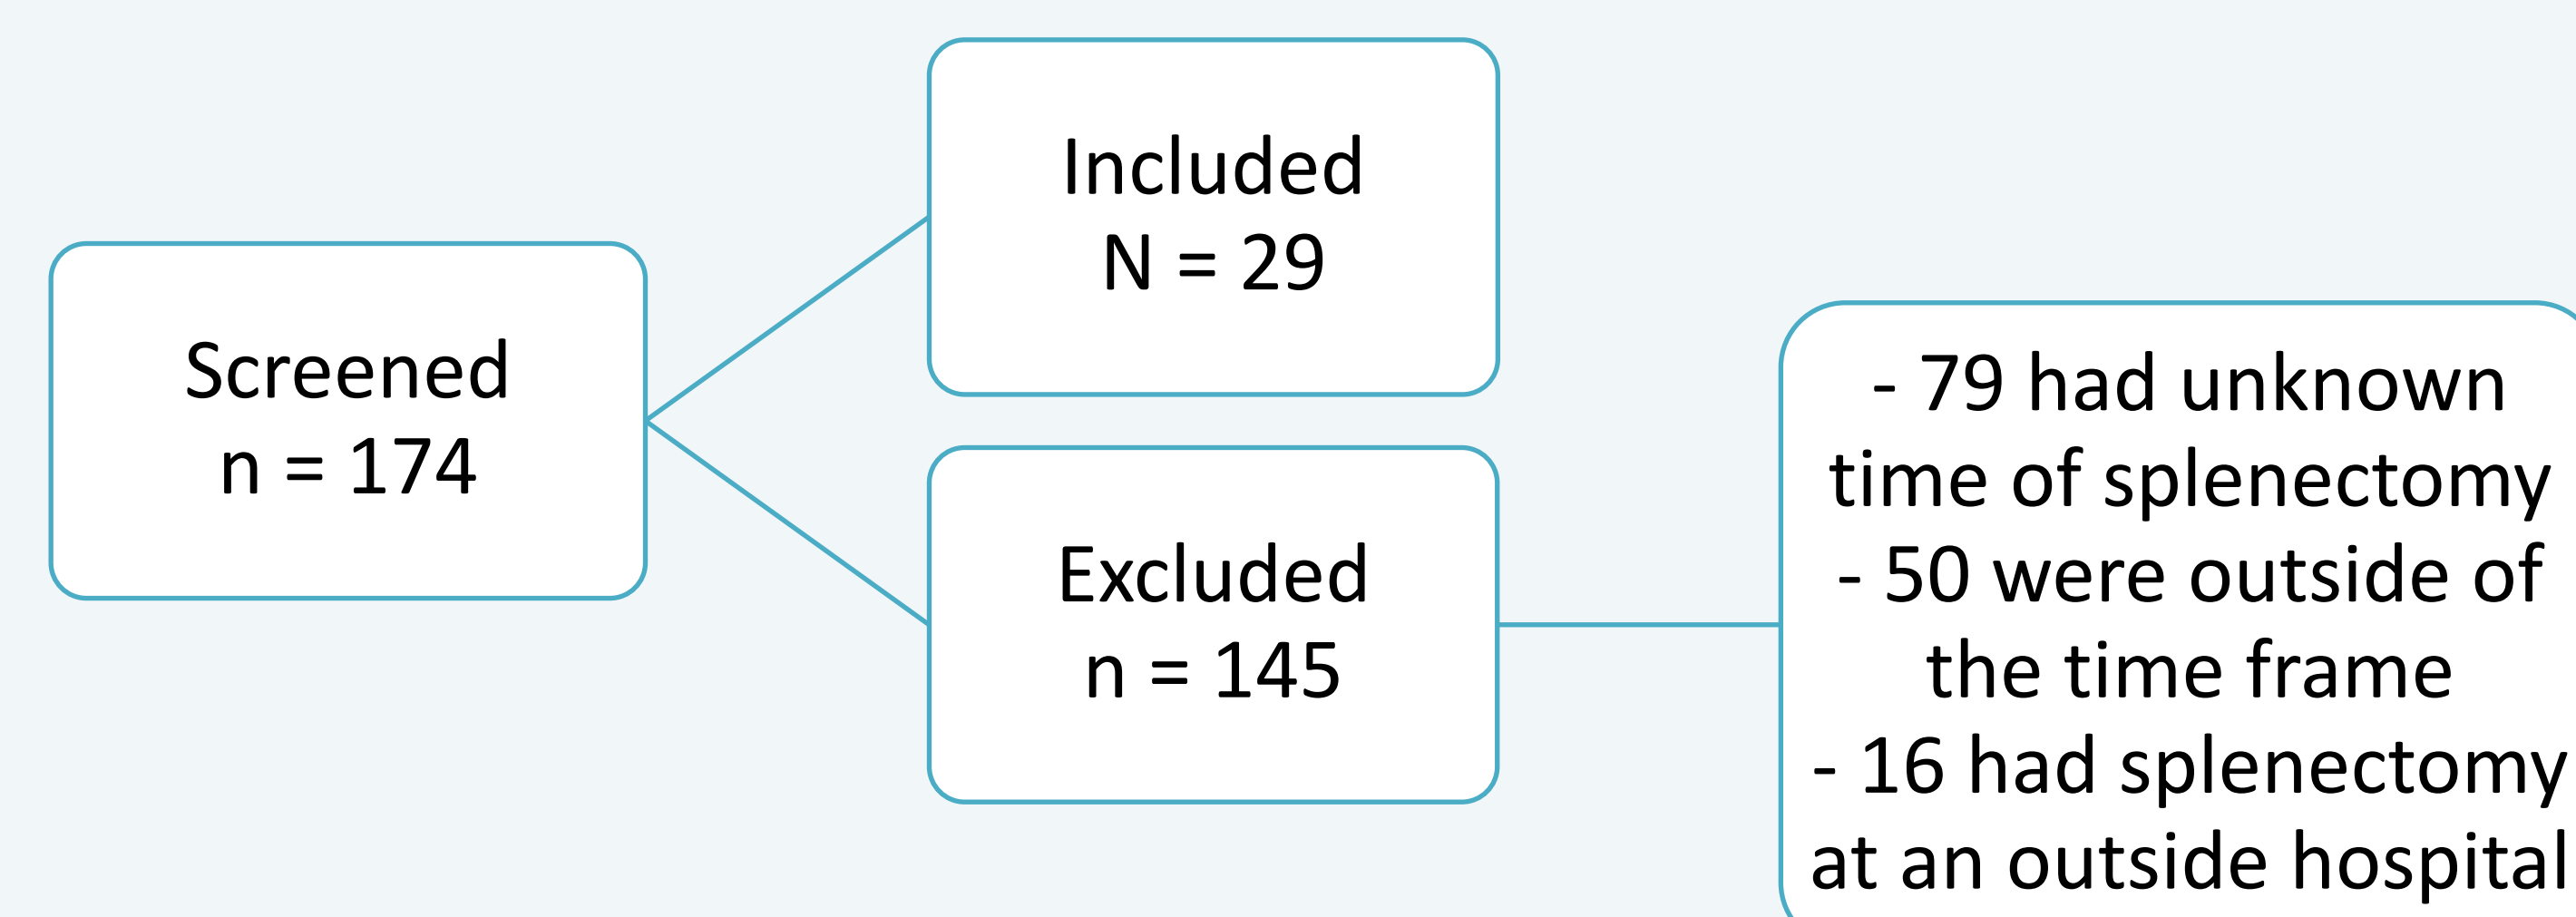 Screened
n = 174
Included
N = 29
Excluded
n = 145
- 79 had unknown
time of splenectomy
- 50 were outside of
the time frame
- 16 had splenectomy
at an outside hospital